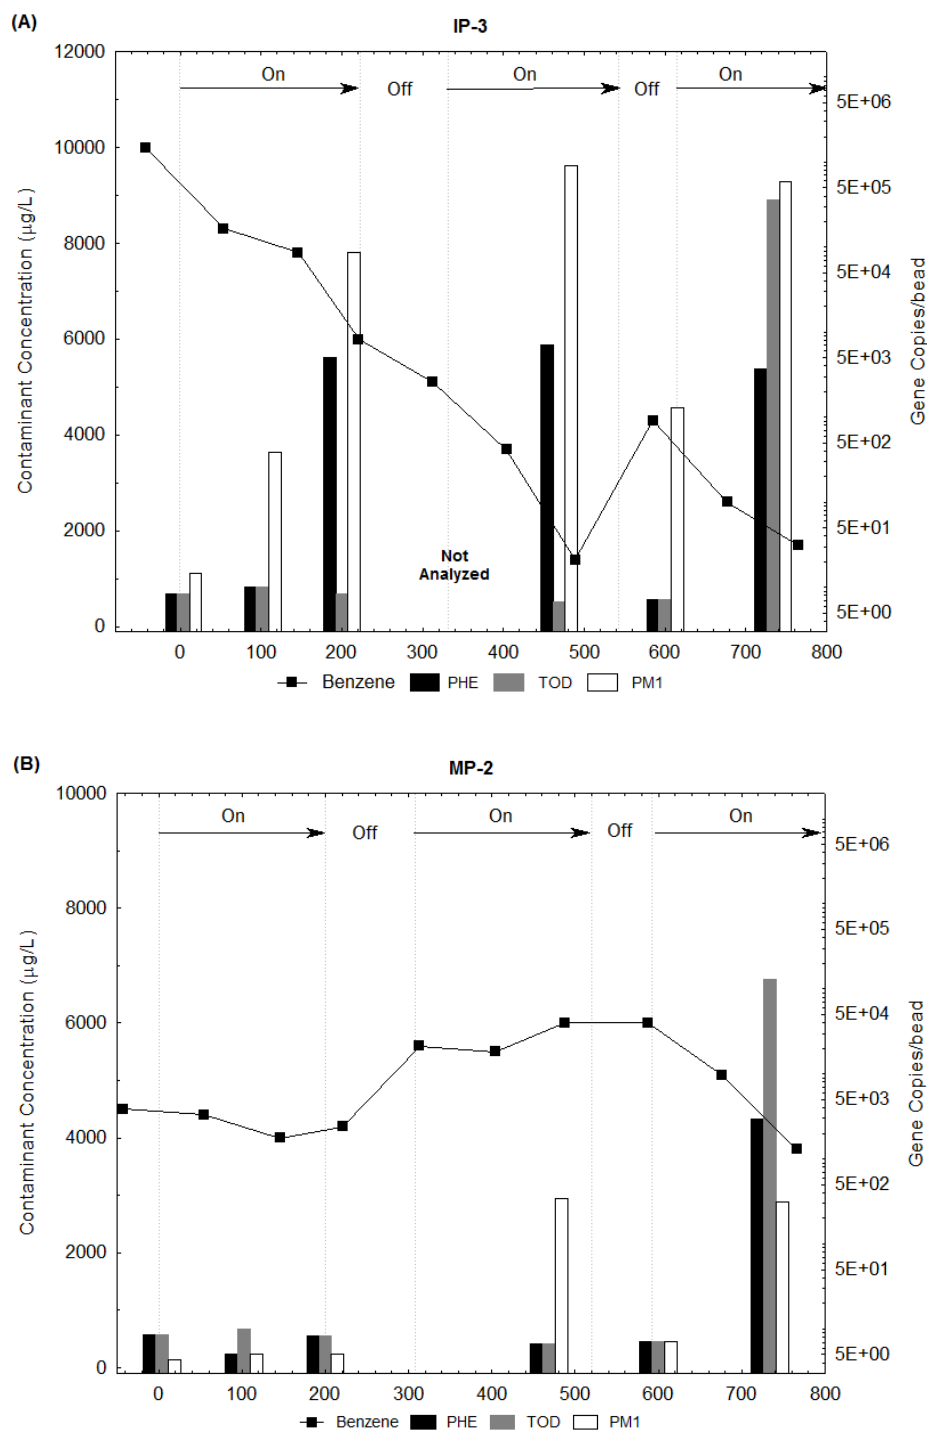 (A)
IP-3
12000
10000
8000
6000
4000
2000
0
Contaminant Concentration (µg/L)
On
Off
On
Off
On
5E+06
5E+05
5E+04
5E+03
5E+02
5E+01
5E+00
Gene Copies/bead
Not
Analyzed
0 100 200 300 400 500 600 700 800
Benzene PHE TOD PM1
(B)
MP-2
10000
8000
6000
4000
2000
0
Contaminant Concentration (µg/L)
On
Off
On
Off
On
5E+06
5E+05
5E+04
5E+03
5E+02
5E+01
5E+00
Gene Copies/bead
0 100 200 300 400 500 600 700 800
Benzene PHE TOD PM1